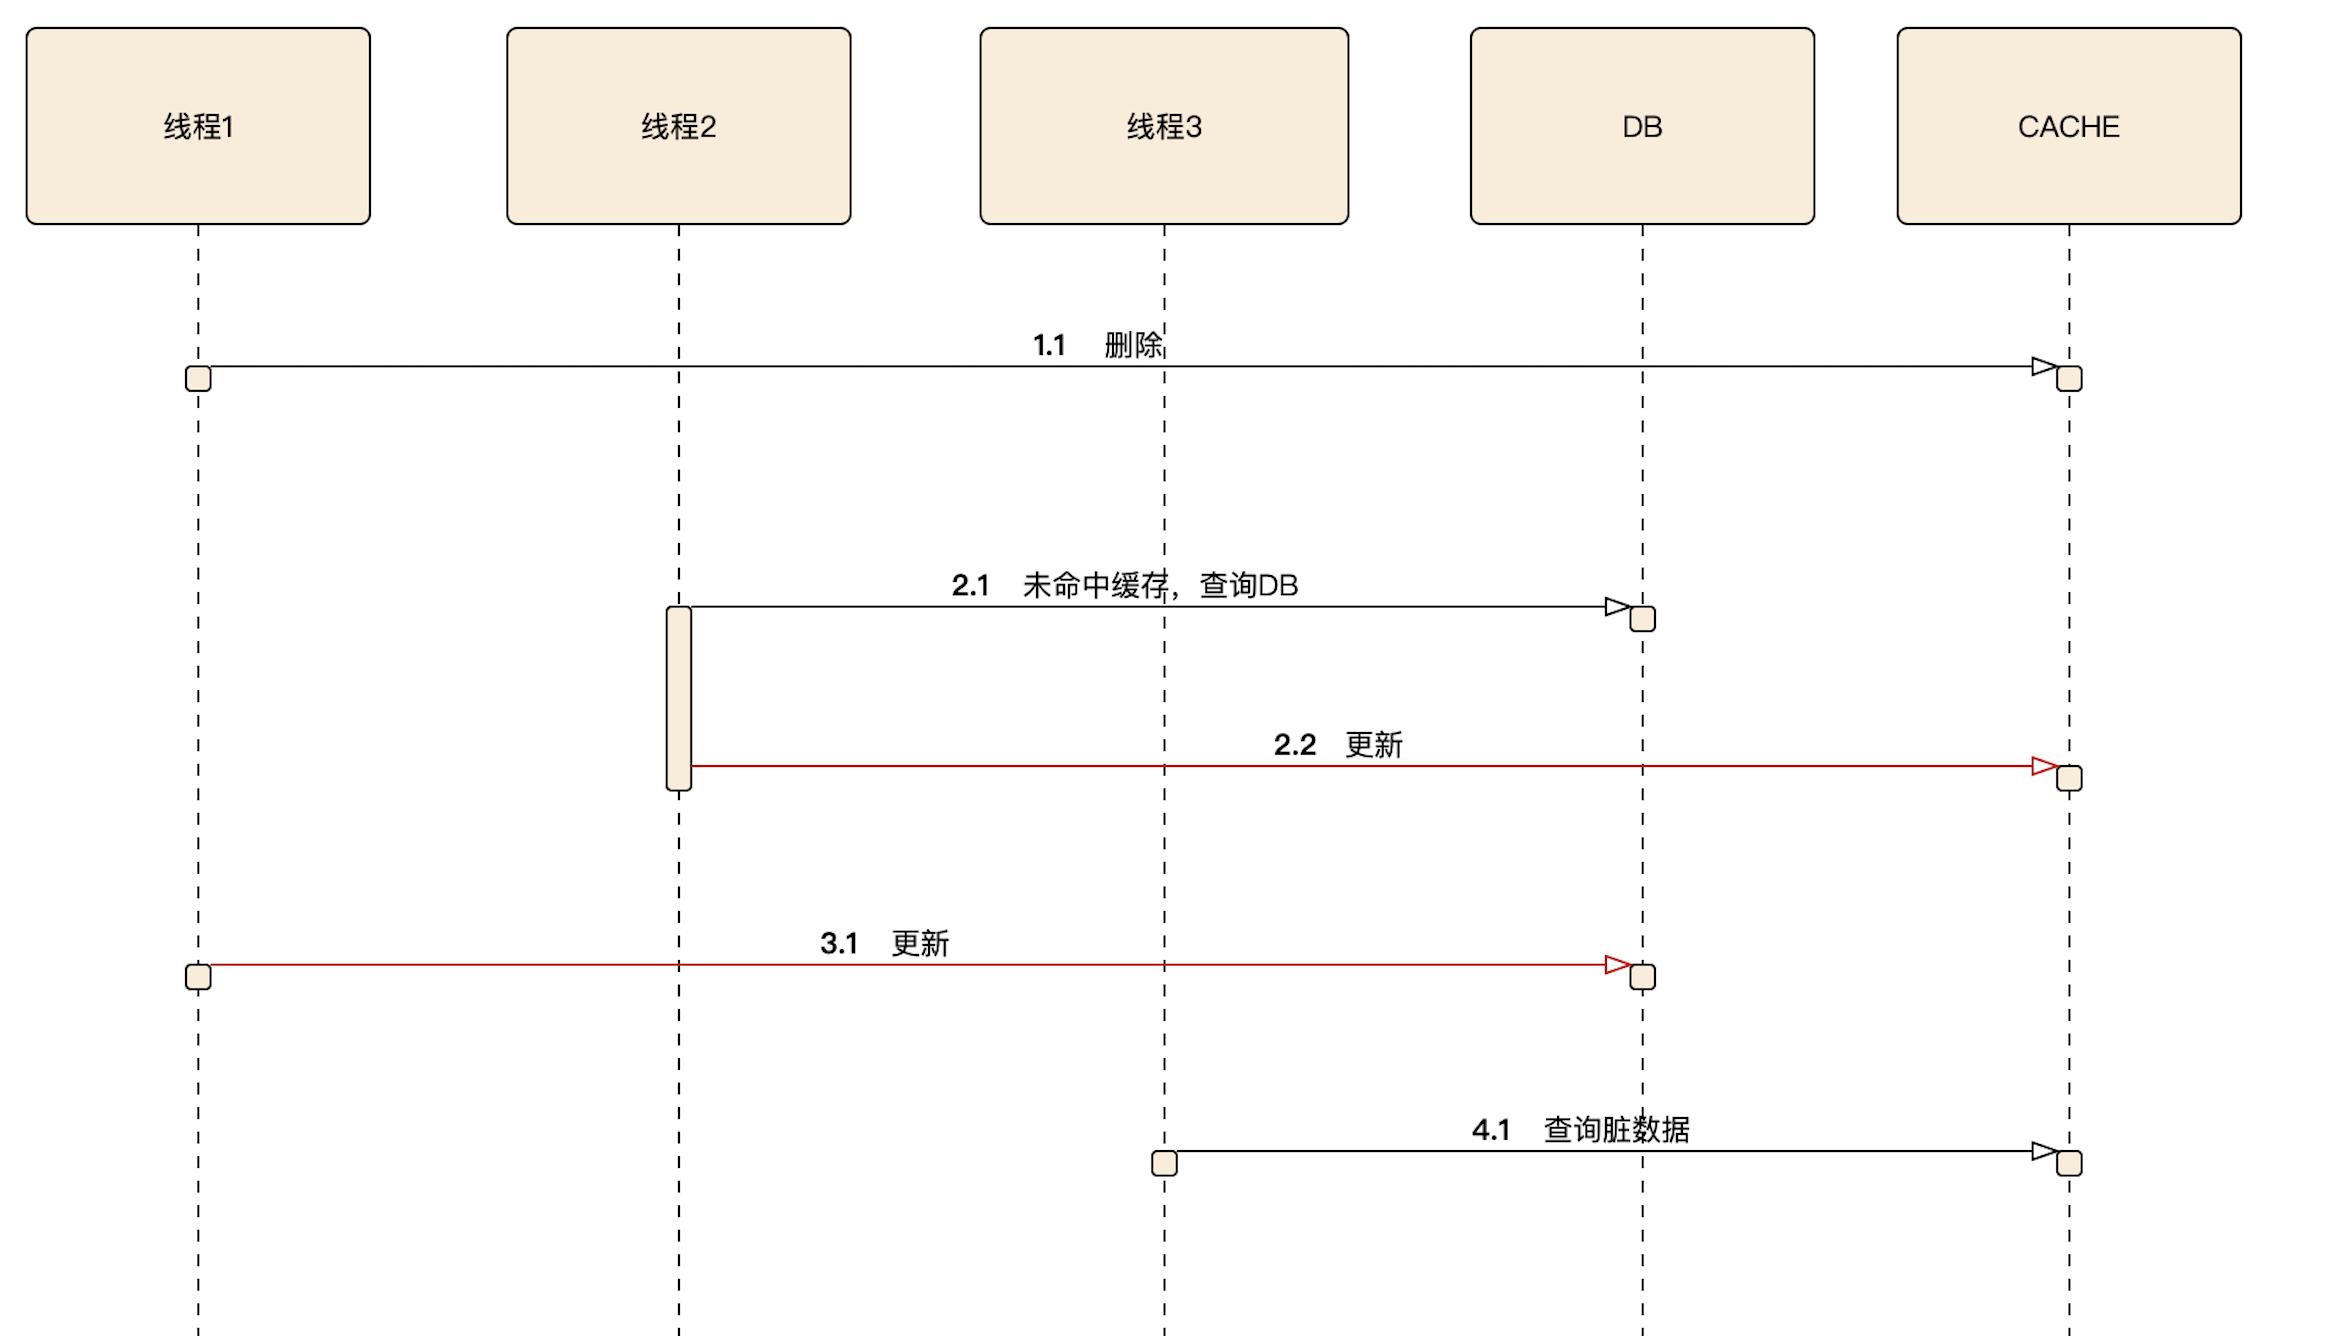 线程1
线程2
线程3
DB
CACHE
1.1 删除
2.1 未命中缓存，查询DB
2.2 更新
3.1 更新
4.1 查询脏数据